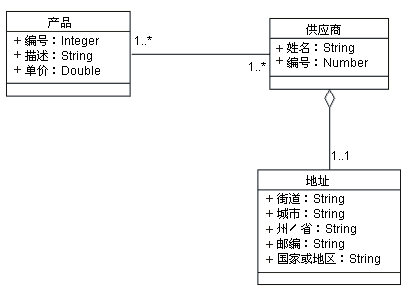 产品
+ 编号：Integer
+ 描述：String
+ 单价：Double
1..*
1..*
供应商
+ 姓名：String
+ 编号：Number
1..1
地址
+ 街道：String
+ 城市：String
+ 州／省：String
+ 邮编：String
+ 国家或地区：String